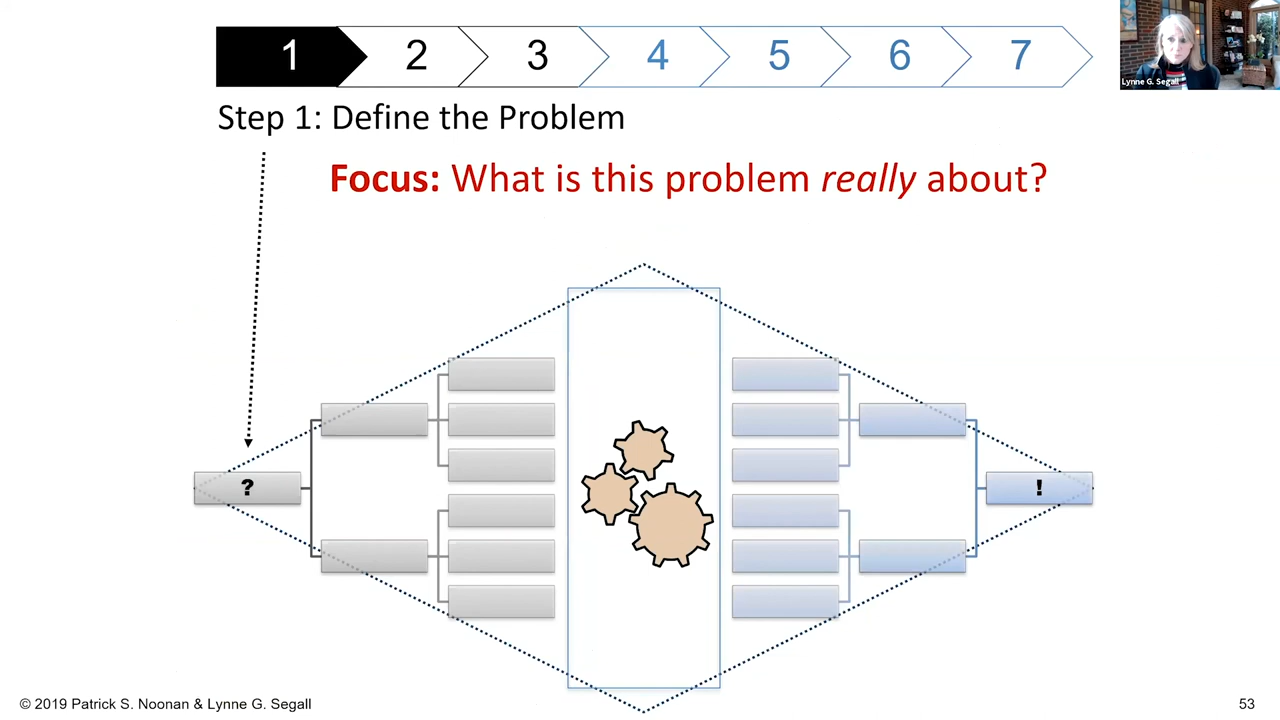 1 2 3 4 5 6 7
Lynne G. Segall
Step 1: Define the Problem
Focus: What is this problem really about?
? !
© 2019 Patrick S. Noonan & Lynne G. Segall
53